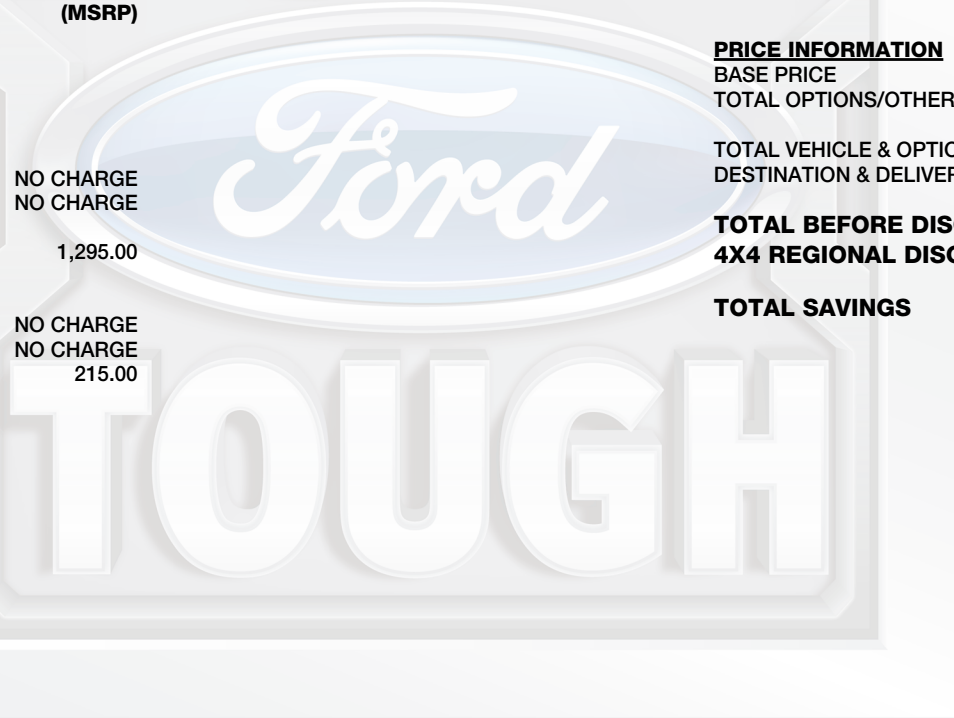 (MSRP)
NO CHARGE
NO CHARGE
1,295.00
NO CHARGE
NO CHARGE
215.00
PRICE INFORMATION
BASE PRICE
TOTAL OPTIONS/OTHER
TOTAL VEHICLE & OPTIO
DESTINATION & DELIVER
TOTAL BEFORE DISC
4X4 REGIONAL DISC
TOTAL SAVINGS
Ford
TOUGH